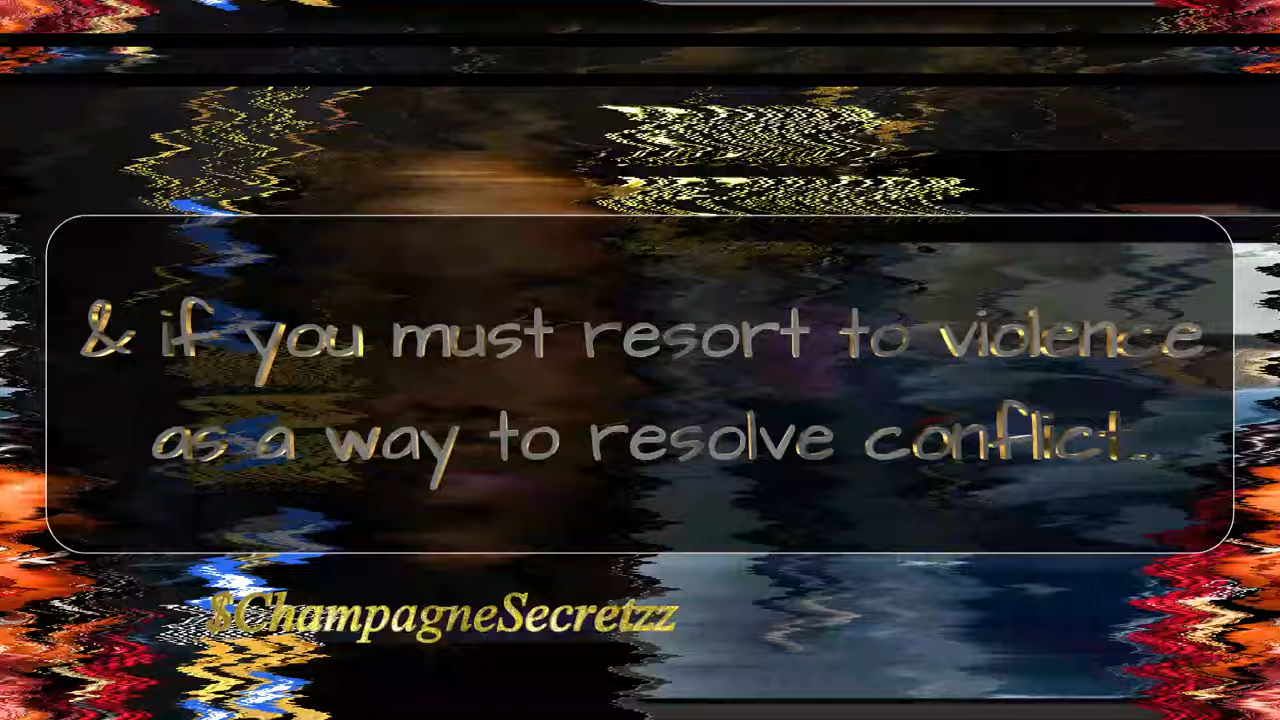 & if you must resort to violence
as a way to resolve conflict...
$ChampagneSecretzz